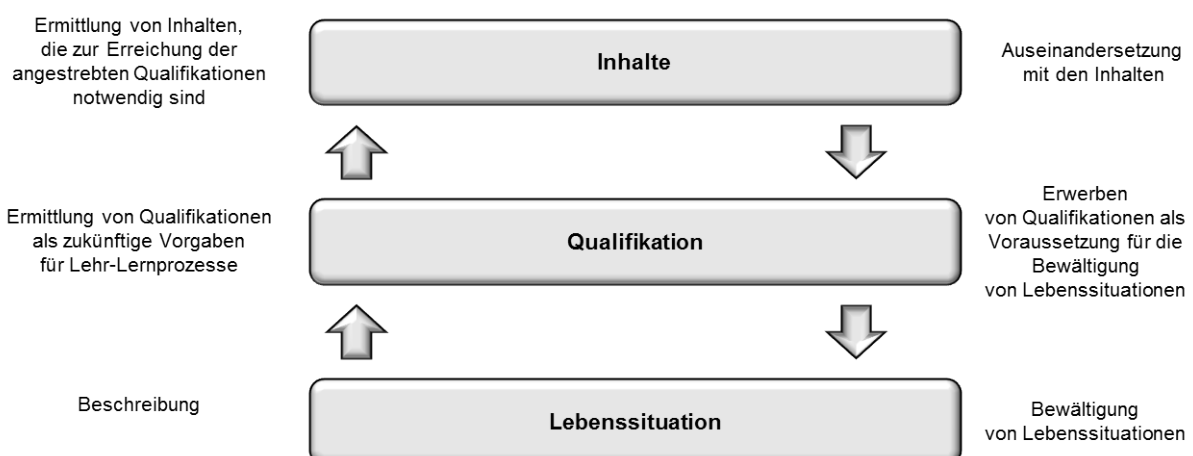 Ermittlung von Inhalten,
die zur Erreichung der
angestrebten Qualifikationen
notwendig sind
Inhalte
Auseinandersetzung
mit den Inhalten
Ermittlung von Qualifikationen
als zukünftige Vorgaben
für Lehr-Lernprozesse
Qualifikation
Erwerben
von Qualifikationen als
Voraussetzung für die
Bewältigung
von Lebenssituationen
Beschreibung
Lebenssituation
Bewältigung
von Lebenssituationen